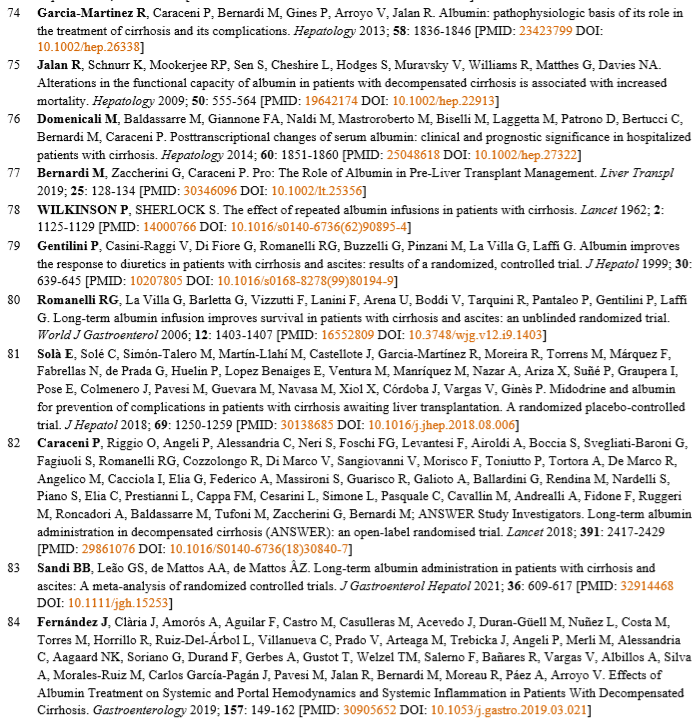 74 Garcia-Martinez R, Caraceni P, Bernardi M, Gines P, Arroyo V, Jalan R. Albumin: pathophysiologic basis of its role in
the treatment of cirrhosis and its complications. Hepatology 2013; 58: 1836-1846 [PMID: 23423799 DOI:
10.1002/hep.26338]
75 Jalan R, Schnurr K, Mookerjee RP, Sen S, Cheshire L, Hodges S, Muravsky V, Williams R, Matthes G, Davies NA.
Alterations in the functional capacity of albumin in patients with decompensated cirrhosis is associated with increased
mortality. Hepatology 2009; 50: 555-564 [PMID: 19642174 DOI: 10.1002/hep.22913]
76 Domenicali M, Baldassarre M, Giannone FA, Naldi M, Mastroroberto M, Biselli M, Laggetta M, Patrono D, Bertucci C,
Bernardi M, Caraceni P. Posttranscriptional changes of serum albumin: clinical and prognostic significance in hospitalized
patients with cirrhosis. Hepatology 2014; 60: 1851-1860 [PMID: 25048618 DOI: 10.1002/hep.27322]
77 Bernardi M, Zaccherini G, Caraceni P. Pro: The Role of Albumin in Pre-Liver Transplant Management. Liver Transpl
2019; 25: 128-134 [PMID: 30346096 DOI: 10.1002/lt.25356]
78 WILKINSON P, SHERLOCK S. The effect of repeated albumin infusions in patients with cirrhosis. Lancet 1962; 2:
1125-1129 [PMID: 14000766 DOI: 10.1016/s0140-6736(62)90895-4]
79 Gentilini P, Casini-Raggi V, Di Fiore G, Romanelli RG, Buzzelli G, Pinzani M, La Villa G, Laffi G. Albumin improves
the response to diuretics in patients with cirrhosis and ascites: results of a randomized, controlled trial. J Hepatol 1999; 30:
639-645 [PMID: 10207805 DOI: 10.1016/s0168-8278(99)80194-9]
80 Romanelli RG, La Villa G, Barletta G, Vizzutti F, Lanini F, Arena U, Boddi V, Tarquini R, Pantaleo P, Gentilini P, Laffi
G. Long-term albumin infusion improves survival in patients with cirrhosis and ascites: an unblinded randomized trial.
World J Gastroenterol 2006; 12: 1403-1407 [PMID: 16552809 DOI: 10.3748/wjg.v12.i9.1403]
81 Solà E, Solé C, Simón-Talero M, Martín-Llahí M, Castellote J, Garcia-Martínez R, Moreira R, Torrens M, Márquez F,
Fabrellas N, de Prada G, Huelin P, Lopez Benaiges E, Ventura M, Manríquez M, Nazar A, Ariza X, Suñé P, Graupera I,
Pose E, Colmenero J, Pavesi M, Guevara M, Navasa M, Xiol X, Córdoba J, Vargas V, Ginès P. Midodrine and albumin
for prevention of complications in patients with cirrhosis awaiting liver transplantation. A randomized placebo-controlled
trial. J Hepatol 2018; 69: 1250-1259 [PMID: 30138685 DOI: 10.1016/j.jhep.2018.08.006]
82 Caraceni P, Riggio O, Angeli P, Alessandria C, Neri S, Foschi FG, Levantesi F, Airoldi A, Boccia S, Svegliati-Baroni G,
Fagiuoli S, Romanelli RG, Cozzolongo R, Di Marco V, Sangiovanni V, Morisco F, Toniutto P, Tortora A, De Marco R,
Angelico M, Cacciola I, Elia G, Federico A, Massironi S, Guarisco R, Galioto A, Ballardini G, Rendina M, Nardelli S,
Piano S, Elia C, Prestianni L, Cappa FM, Cesarini L, Simone L, Pasquale C, Cavallin M, Andrealli A, Fidone F, Ruggeri
M, Roncadori A, Baldassarre M, Tufoni M, Zaccherini G, Bernardi M; ANSWER Study Investigators. Long-term albumin
administration in decompensated cirrhosis (ANSWER): an open-label randomised trial. Lancet 2018; 391: 2417-2429
[PMID: 29861076 DOI: 10.1016/S0140-6736(18)30840-7]
83 Sandi BB, Leão GS, de Mattos AA, de Mattos ÂZ. Long-term albumin administration in patients with cirrhosis and
ascites: A meta-analysis of randomized controlled trials. J Gastroenterol Hepatol 2021; 36: 609-617 [PMID: 32914468
DOI: 10.1111/jgh.15253]
84 Fernández J, Clària J, Amorós A, Aguilar F, Castro M, Casulleras M, Acevedo J, Duran-Güell M, Nuñez L, Costa M,
Torres M, Horrillo R, Ruiz-Del-Árbol L, Villanueva C, Prado V, Arteaga M, Trebicka J, Angeli P, Merli M, Alessandria
C, Aagaard NK, Soriano G, Durand F, Gerbes A, Gustot T, Welzel TM, Salerno F, Bañares R, Vargas V, Albillos A, Silva
A, Morales-Ruiz M, Carlos García-Pagán J, Pavesi M, Jalan R, Bernardi M, Moreau R, Páez A, Arroyo V. Effects of
Albumin Treatment on Systemic and Portal Hemodynamics and Systemic Inflammation in Patients With Decompensated
Cirrhosis. Gastroenterology 2019; 157: 149-162 [PMID: 30905652 DOI: 10.1053/j.gastro.2019.03.021]